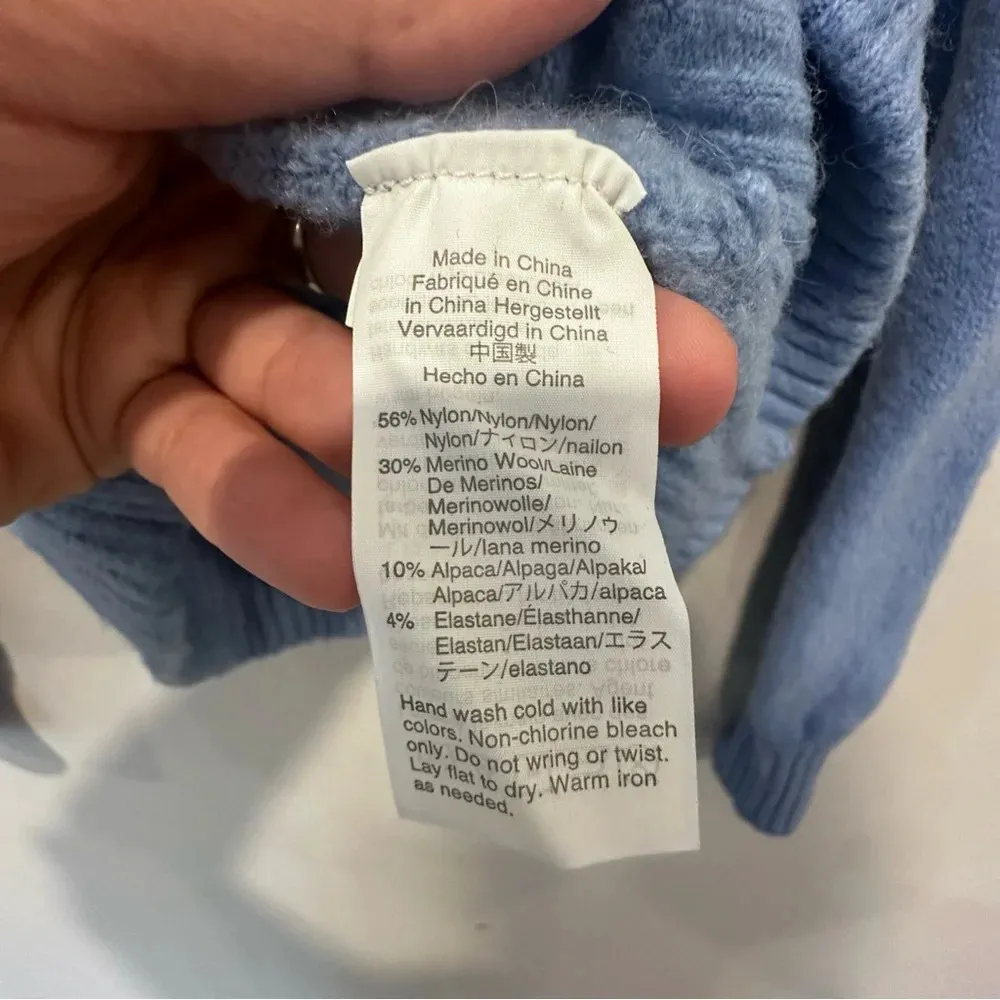 Made in China
Fabriqué en Chine
in China Hergestellt
Vervaardigd in China
中国製
Hecho en China
56% Nylon/Nylon/Nylon/
Nylon/ナイロン/nailon
30% Merino Wool/Laine
De Merinos/
Merinowolle/
Merinowol/メリノウ
ール/lana merino
10% Alpaca/Alpaga/Alpaka/
Alpaca/アルパカ/alpaca
4% Elastane/Élasthanne/
Elastan/Elastaan/エラス
テーン/elastano
Hand wash cold with like
colors. Non-chlorine bleach
only. Do not wring or twist.
Lay flat to dry. Warm iron
as needed.